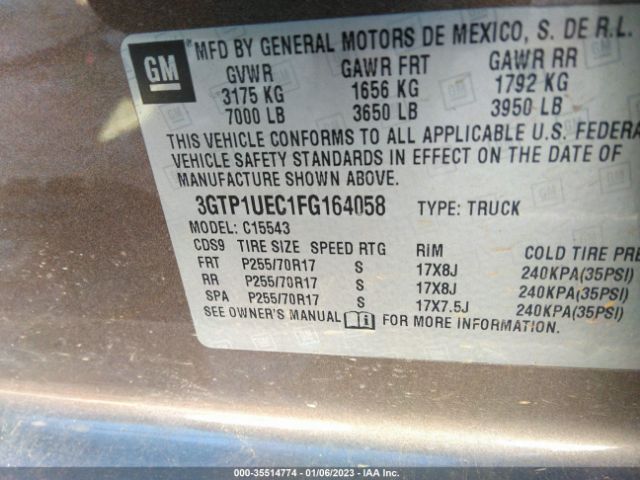 GM
MFD BY GENERAL MOTORS DE MEXICO, S. DE R.L.
GVWR GAWR FRT GAWR RR
3175 KG 1656 KG 1792 KG
7000 LB 3650 LB 3950 LB
THIS VEHICLE CONFORMS TO ALL APPLICABLE U.S. FEDERA
VEHICLE SAFETY STANDARDS IN EFFECT ON THE DATE OF
MANUFACTURE SHOWN ABOVE.
3GTP1UEC1FG164058 TYPE: TRUCK
MODEL: C15543
CDS9 TIRE SIZE SPEED RTG RIM COLD TIRE PRE
FRT P255/70R17 S 17X8J 240KPA(35PSI)
RR P255/70R17 S 17X8J 240KPA(35PSI)
SPA P255/70R17 S 17X7.5J 240KPA(35PSI)
SEE OWNER'S MANUAL i FOR MORE INFORMATION.
000-35514774 | 01/06/2023 | IAA Inc.